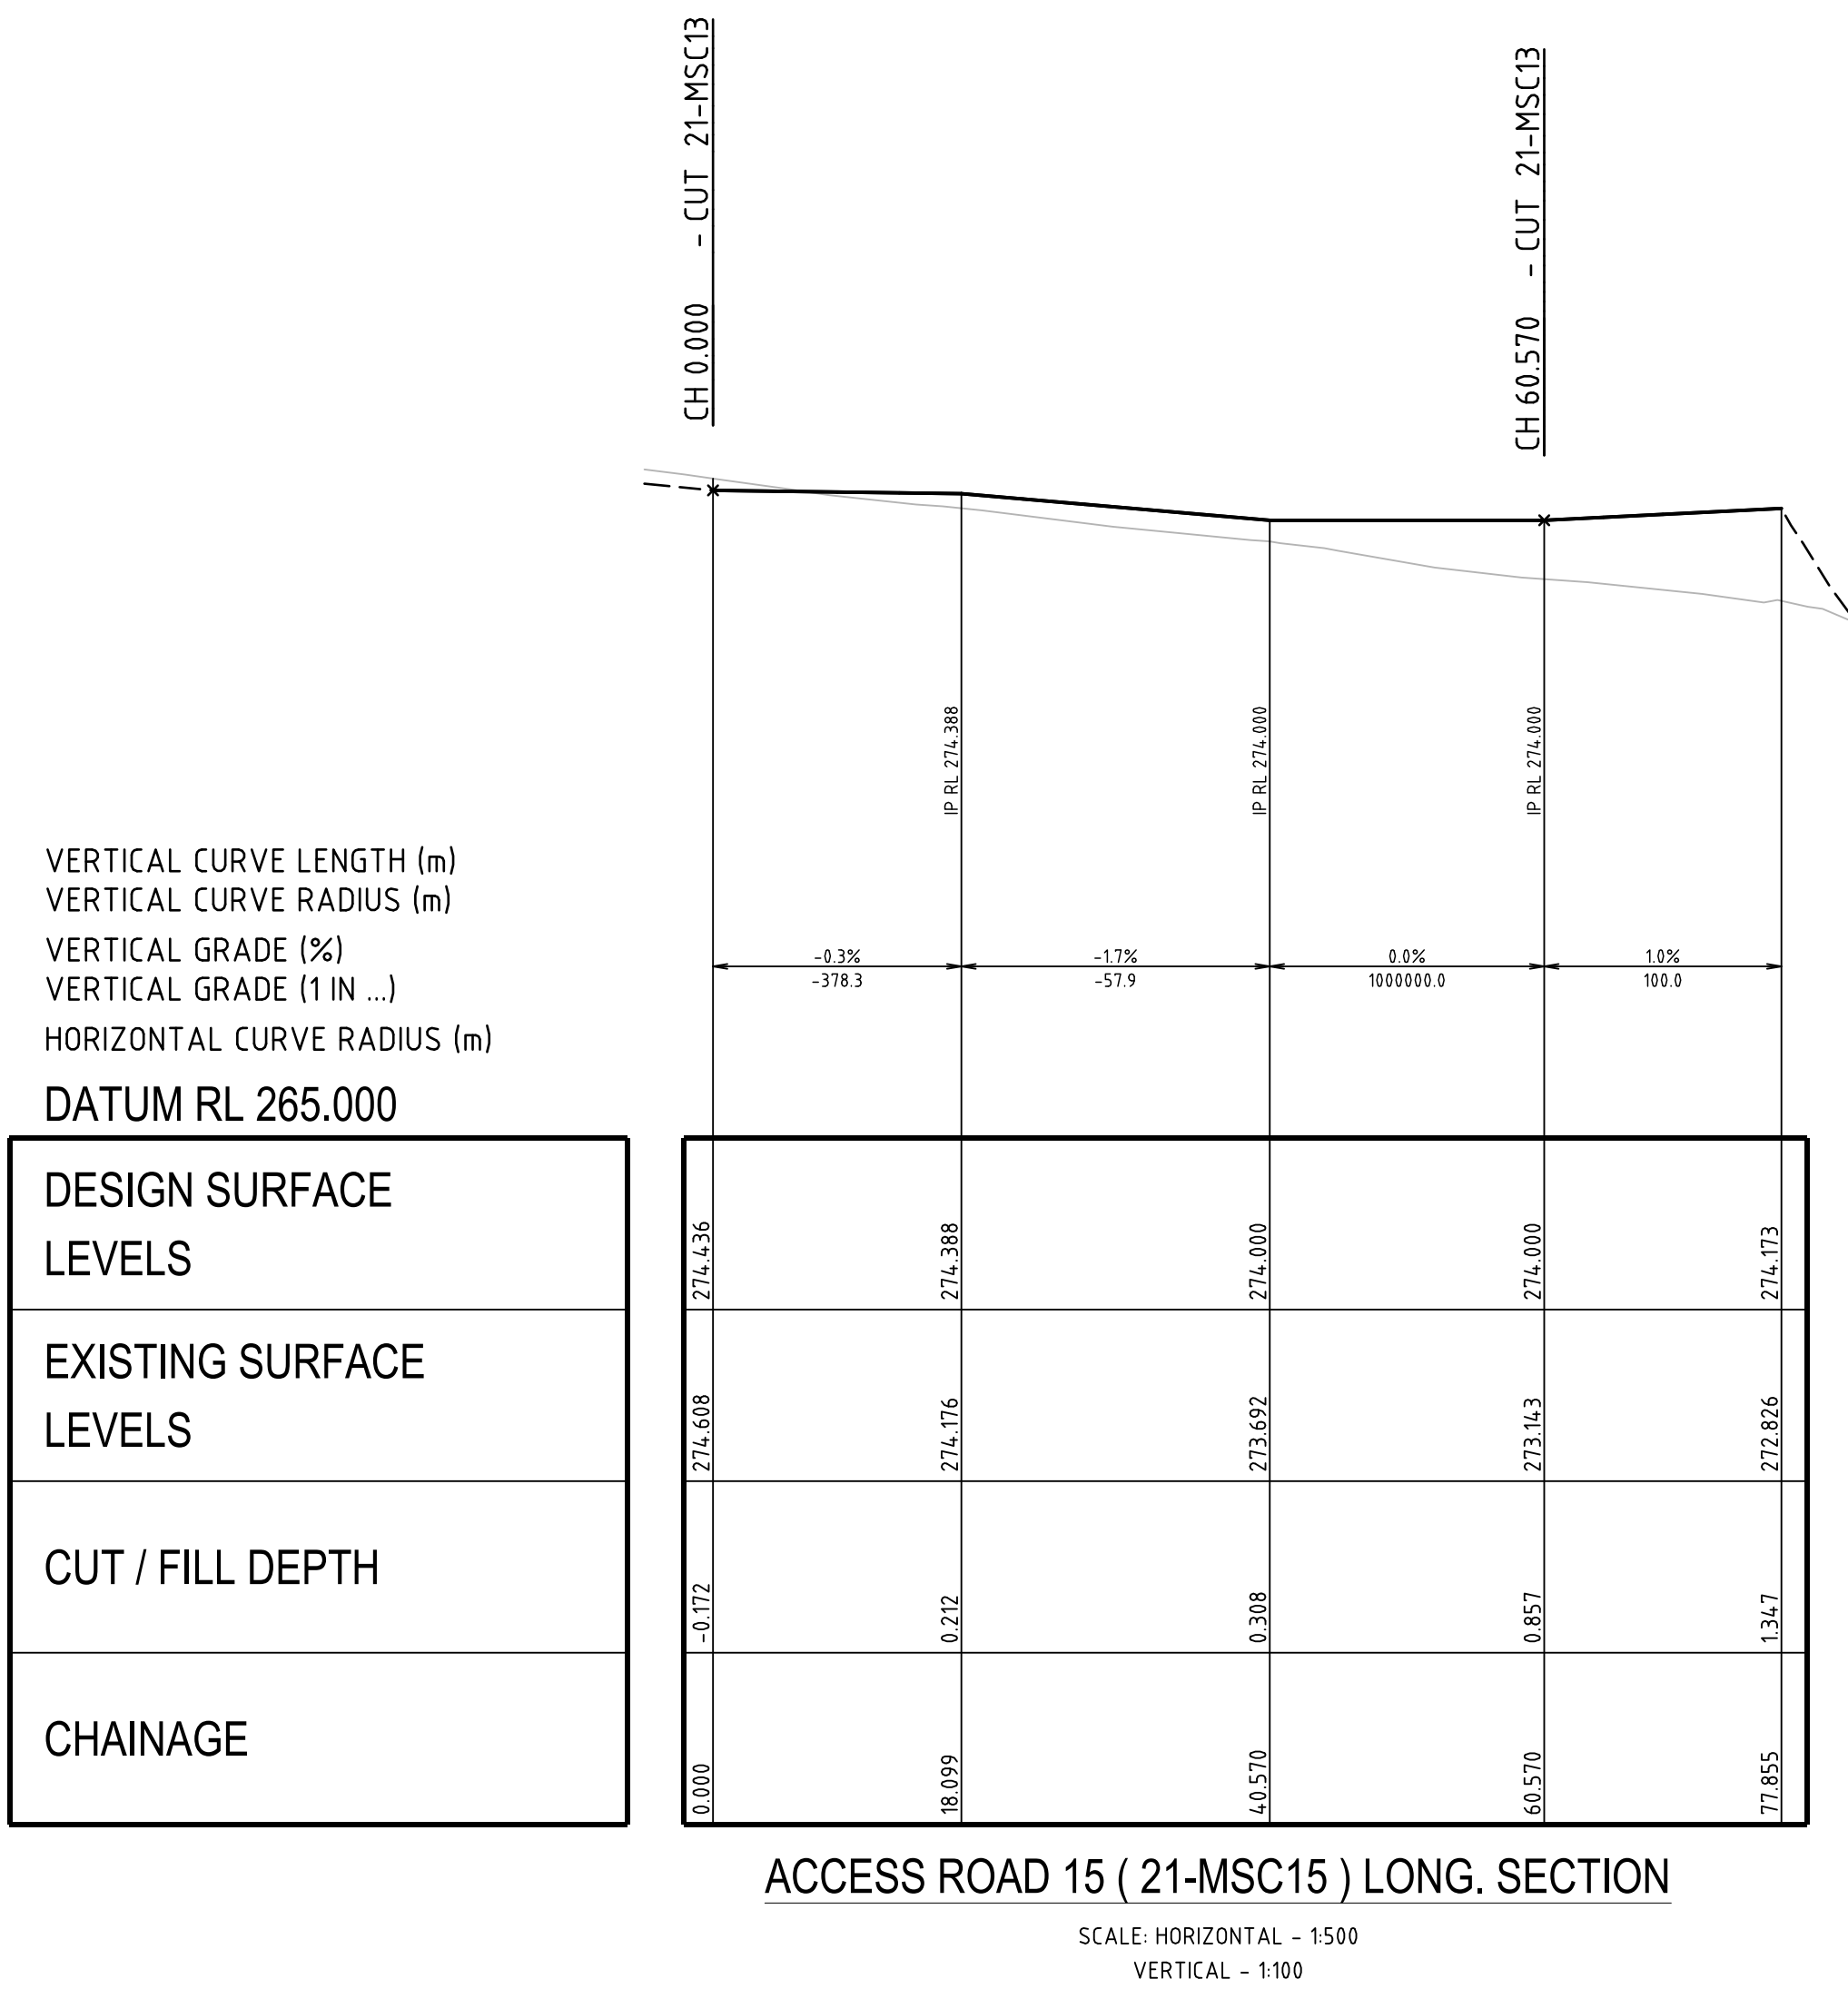 CH 0.000 - CUT 21-MSC13
CH 60.570 - CUT 21-MSC13
IP RL 274.388
IP RL 274.000
IP RL 274.000
VERTICAL CURVE LENGTH (m)
VERTICAL CURVE RADIUS (m)
VERTICAL GRADE (%)
-0.3% -1.7% 0.0% 1.0%
VERTICAL GRADE (1 IN ...)
-378.3 -57.9 1000000.0 100.0
HORIZONTAL CURVE RADIUS (m)
DATUM RL 265.000
DESIGN SURFACE
LEVELS
274.436 274.388 274.000 274.000 274.173
EXISTING SURFACE
LEVELS
274.608 274.176 273.692 273.143 272.826
CUT / FILL DEPTH
-0.172 0.212 0.308 0.857 1.347
CHAINAGE
0.000 18.099 40.570 60.570 77.855
ACCESS ROAD 15 ( 21-MSC15 ) LONG. SECTION
SCALE: HORIZONTAL - 1:500
VERTICAL - 1:100